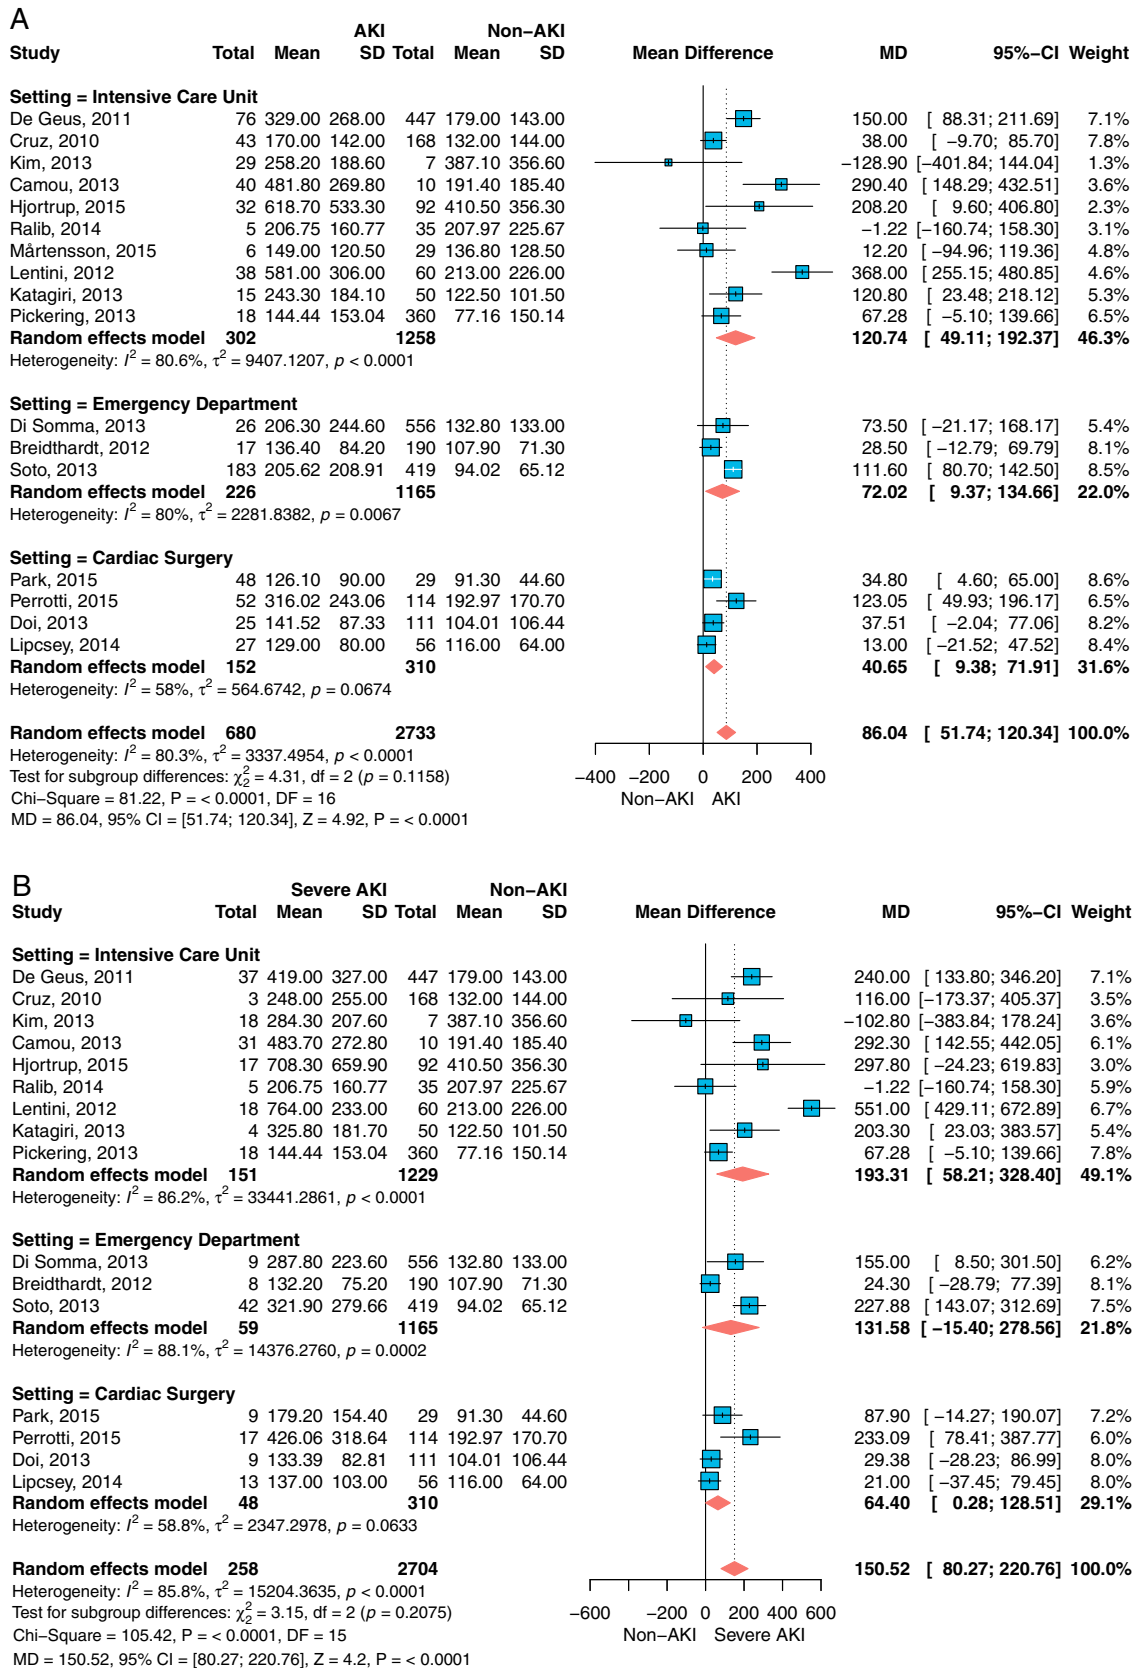 A
AKI Non−AKI
Study Total Mean SD Total Mean SD Mean Difference MD 95%−CI Weight
Setting = Intensive Care Unit
De Geus, 2011 76 329.00 268.00 447 179.00 143.00 150.00 [ 88.31; 211.69] 7.1%
Cruz, 2010 43 170.00 142.00 168 132.00 144.00 38.00 [ −9.70; 85.70] 7.8%
Kim, 2013 29 258.20 188.60 7 387.10 356.60 −128.90 [−401.84; 144.04] 1.3%
Camou, 2013 40 481.80 269.80 10 191.40 185.40 290.40 [ 148.29; 432.51] 3.6%
Hjortrup, 2015 32 618.70 533.30 92 410.50 356.30 208.20 [ 9.60; 406.80] 2.3%
Ralib, 2014 5 206.75 160.77 35 207.97 225.67 −1.22 [−160.74; 158.30] 3.1%
Mårtensson, 2015 6 149.00 120.50 29 136.80 128.50 12.20 [ −94.96; 119.36] 4.8%
Lentini, 2012 38 581.00 306.00 60 213.00 226.00 368.00 [ 255.15; 480.85] 4.6%
Katagiri, 2013 15 243.30 184.10 50 122.50 101.50 120.80 [ 23.48; 218.12] 5.3%
Pickering, 2013 18 144.44 153.04 360 77.16 150.14 67.28 [ −5.10; 139.66] 6.5%
Random effects model 302 1258 120.74 [ 49.11; 192.37] 46.3%
Heterogeneity: I² = 80.6%, τ² = 9407.1207, p < 0.0001
Setting = Emergency Department
Di Somma, 2013 26 206.30 244.60 556 132.80 133.00 73.50 [ −21.17; 168.17] 5.4%
Breidthardt, 2012 17 136.40 84.20 190 107.90 71.30 28.50 [ −12.79; 69.79] 8.1%
Soto, 2013 183 205.62 208.91 419 94.02 65.12 111.60 [ 80.70; 142.50] 8.5%
Random effects model 226 1165 72.02 [ 9.37; 134.66] 22.0%
Heterogeneity: I² = 80%, τ² = 2281.8382, p = 0.0067
Setting = Cardiac Surgery
Park, 2015 48 126.10 90.00 29 91.30 44.60 34.80 [ 4.60; 65.00] 8.6%
Perrotti, 2015 52 316.02 243.06 114 192.97 170.70 123.05 [ 49.93; 196.17] 6.5%
Doi, 2013 25 141.52 87.33 111 104.01 106.44 37.51 [ −2.04; 77.06] 8.2%
Lipcsey, 2014 27 129.00 80.00 56 116.00 64.00 13.00 [ −21.52; 47.52] 8.4%
Random effects model 152 310 40.65 [ 9.38; 71.91] 31.6%
Heterogeneity: I² = 58%, τ² = 564.6742, p = 0.0674
Random effects model 680 2733 86.04 [ 51.74; 120.34] 100.0%
Heterogeneity: I² = 80.3%, τ² = 3337.4954, p < 0.0001
Test for subgroup differences: χ²₂ = 4.31, df = 2 (p = 0.1158)
−400 −200 0 200 400
Chi−Square = 81.22, P = < 0.0001, DF = 16
Non−AKI AKI
MD = 86.04, 95% CI = [51.74; 120.34], Z = 4.92, P = < 0.0001
B
Severe AKI Non−AKI
Study Total Mean SD Total Mean SD Mean Difference MD 95%−CI Weight
Setting = Intensive Care Unit
De Geus, 2011 37 419.00 327.00 447 179.00 143.00 240.00 [ 133.80; 346.20] 7.1%
Cruz, 2010 3 248.00 255.00 168 132.00 144.00 116.00 [−173.37; 405.37] 3.5%
Kim, 2013 18 284.30 207.60 7 387.10 356.60 −102.80 [−383.84; 178.24] 3.6%
Camou, 2013 31 483.70 272.80 10 191.40 185.40 292.30 [ 142.55; 442.05] 6.1%
Hjortrup, 2015 17 708.30 659.90 92 410.50 356.30 297.80 [ −24.23; 619.83] 3.0%
Ralib, 2014 5 206.75 160.77 35 207.97 225.67 −1.22 [−160.74; 158.30] 5.9%
Lentini, 2012 18 764.00 233.00 60 213.00 226.00 551.00 [ 429.11; 672.89] 6.7%
Katagiri, 2013 4 325.80 181.70 50 122.50 101.50 203.30 [ 23.03; 383.57] 5.4%
Pickering, 2013 18 144.44 153.04 360 77.16 150.14 67.28 [ −5.10; 139.66] 7.8%
Random effects model 151 1229 193.31 [ 58.21; 328.40] 49.1%
Heterogeneity: I² = 86.2%, τ² = 33441.2861, p < 0.0001
Setting = Emergency Department
Di Somma, 2013 9 287.80 223.60 556 132.80 133.00 155.00 [ 8.50; 301.50] 6.2%
Breidthardt, 2012 8 132.20 75.20 190 107.90 71.30 24.30 [ −28.79; 77.39] 8.1%
Soto, 2013 42 321.90 279.66 419 94.02 65.12 227.88 [ 143.07; 312.69] 7.5%
Random effects model 59 1165 131.58 [ −15.40; 278.56] 21.8%
Heterogeneity: I² = 88.1%, τ² = 14376.2760, p = 0.0002
Setting = Cardiac Surgery
Park, 2015 9 179.20 154.40 29 91.30 44.60 87.90 [ −14.27; 190.07] 7.2%
Perrotti, 2015 17 426.06 318.64 114 192.97 170.70 233.09 [ 78.41; 387.77] 6.0%
Doi, 2013 9 133.39 82.81 111 104.01 106.44 29.38 [ −28.23; 86.99] 8.0%
Lipcsey, 2014 13 137.00 103.00 56 116.00 64.00 21.00 [ −37.45; 79.45] 8.0%
Random effects model 48 310 64.40 [ 0.28; 128.51] 29.1%
Heterogeneity: I² = 58.8%, τ² = 2347.2978, p = 0.0633
Random effects model 258 2704 150.52 [ 80.27; 220.76] 100.0%
Heterogeneity: I² = 85.8%, τ² = 15204.3635, p < 0.0001
Test for subgroup differences: χ²₂ = 3.15, df = 2 (p = 0.2075)
−600 −200 0 200 600
Chi−Square = 105.42, P = < 0.0001, DF = 15
Non−AKI Severe AKI
MD = 150.52, 95% CI = [80.27; 220.76], Z = 4.2, P = < 0.0001